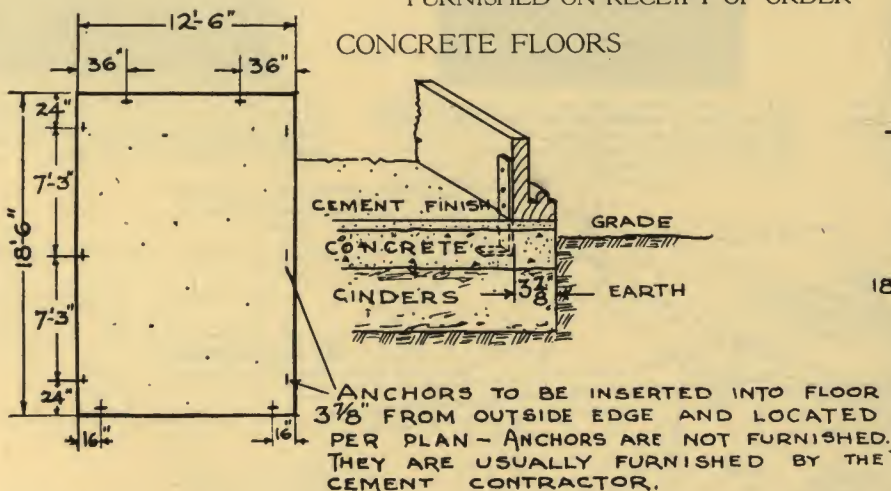 FURNISHED ON RECEIPT OF ORDER
CONCRETE FLOORS
12'-6"
36"
36"
24"
7'-3"
18'-6"
7'-3"
24"
16"
16"
CEMENT FINISH
CONCRETE
CINDERS
3 7/8"
GRADE
EARTH
18
ANCHORS TO BE INSERTED INTO FLOOR
3 7/8" FROM OUTSIDE EDGE AND LOCATED
PER PLAN - ANCHORS ARE NOT FURNISHED.
THEY ARE USUALLY FURNISHED BY THE
CEMENT CONTRACTOR.